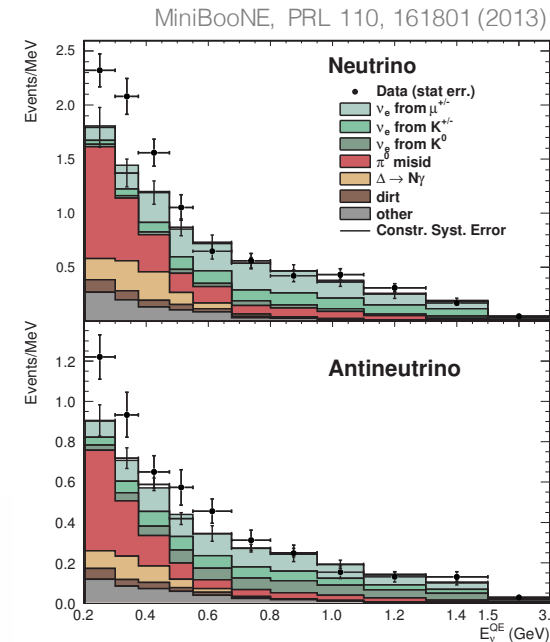 MiniBooNE, PRL 110, 161801 (2013)
Events/MeV
2.5
2.0
1.5
1.0
0.5
Neutrino
Data (stat err.)
νe from μ+/-
νe from K+/-
νe from K0
π0 misid
Δ → Nγ
dirt
other
Constr. Syst. Error
Events/MeV
1.2
1.0
0.8
0.6
0.4
0.2
0.0
Antineutrino
0.2 0.4 0.6 0.8 1.0 1.2 1.4 1.5 3.
EνQE (GeV)